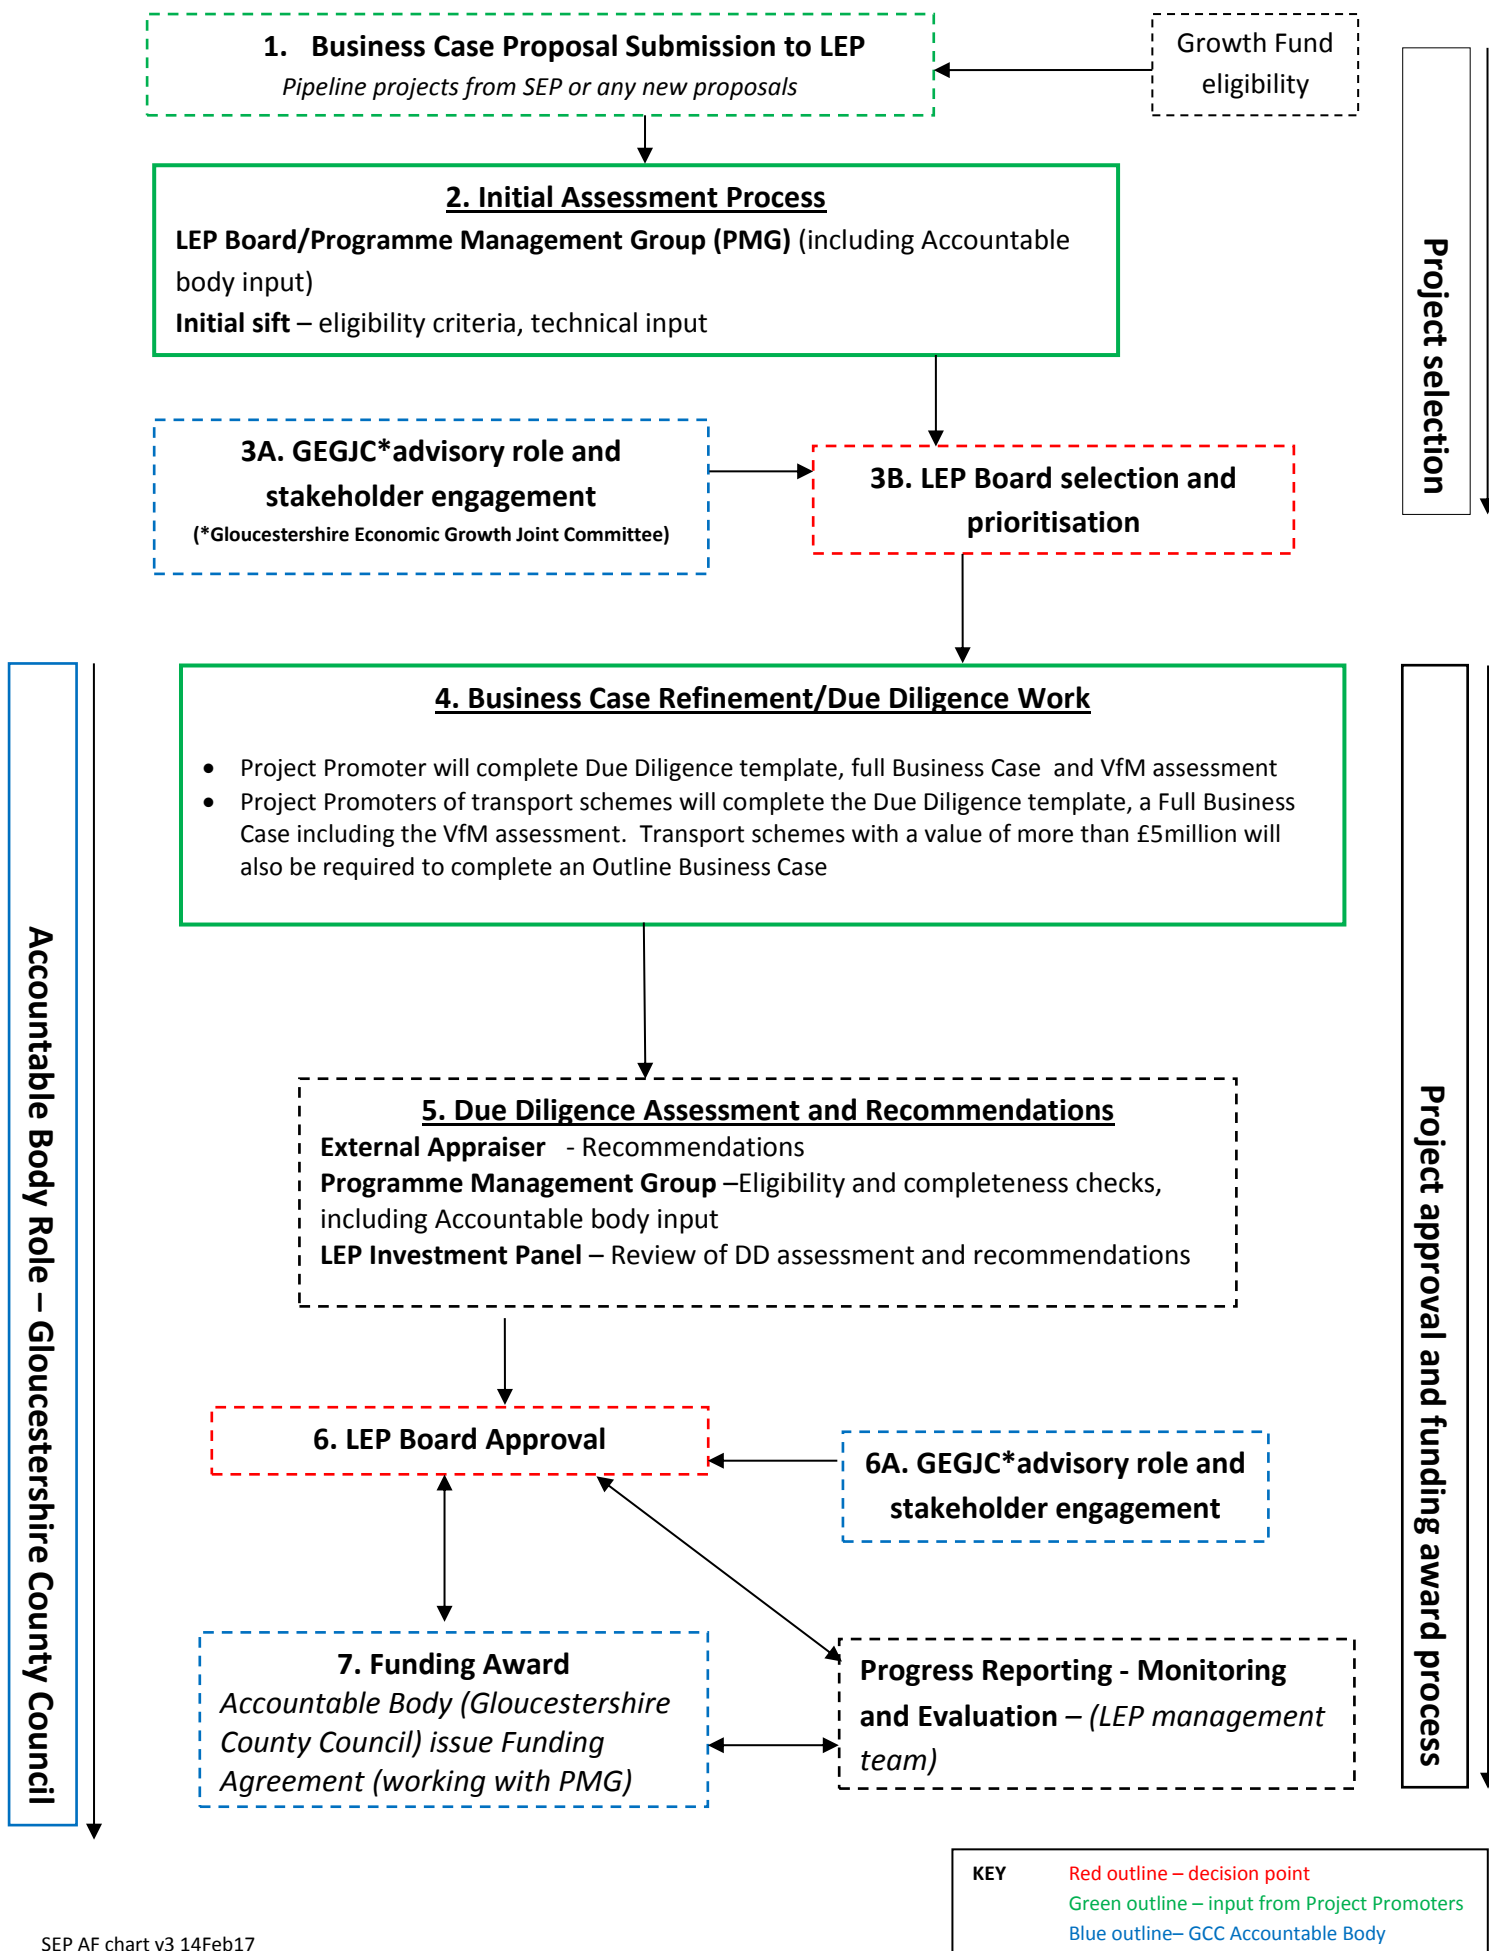 1. Business Case Proposal Submission to LEP
Pipeline projects from SEP or any new proposals
Growth Fund
eligibility
2. Initial Assessment Process
LEP Board/Programme Management Group (PMG) (including Accountable
body input)
Initial sift – eligibility criteria, technical input
Project selection
3A. GEGJC*advisory role and
stakeholder engagement
(*Gloucestershire Economic Growth Joint Committee)
3B. LEP Board selection and
prioritisation
4. Business Case Refinement/Due Diligence Work
• Project Promoter will complete Due Diligence template, full Business Case  and VfM assessment
• Project Promoters of transport schemes will complete the Due Diligence template, a Full Business
Case including the VfM assessment.  Transport schemes with a value of more than £5million will
also be required to complete an Outline Business Case
Accountable Body Role – Gloucestershire County Council
Project approval and funding award process
5. Due Diligence Assessment and Recommendations
External Appraiser   - Recommendations
Programme Management Group –Eligibility and completeness checks,
including Accountable body input
LEP Investment Panel – Review of DD assessment and recommendations
6. LEP Board Approval
6A. GEGJC*advisory role and
stakeholder engagement
7. Funding Award
Accountable Body (Gloucestershire
County Council) issue Funding
Agreement (working with PMG)
Progress Reporting - Monitoring
and Evaluation – (LEP management
team)
KEY Red outline – decision point
Green outline – input from Project Promoters
Blue outline– GCC Accountable Body
SEP AF chart v3 14Feb17